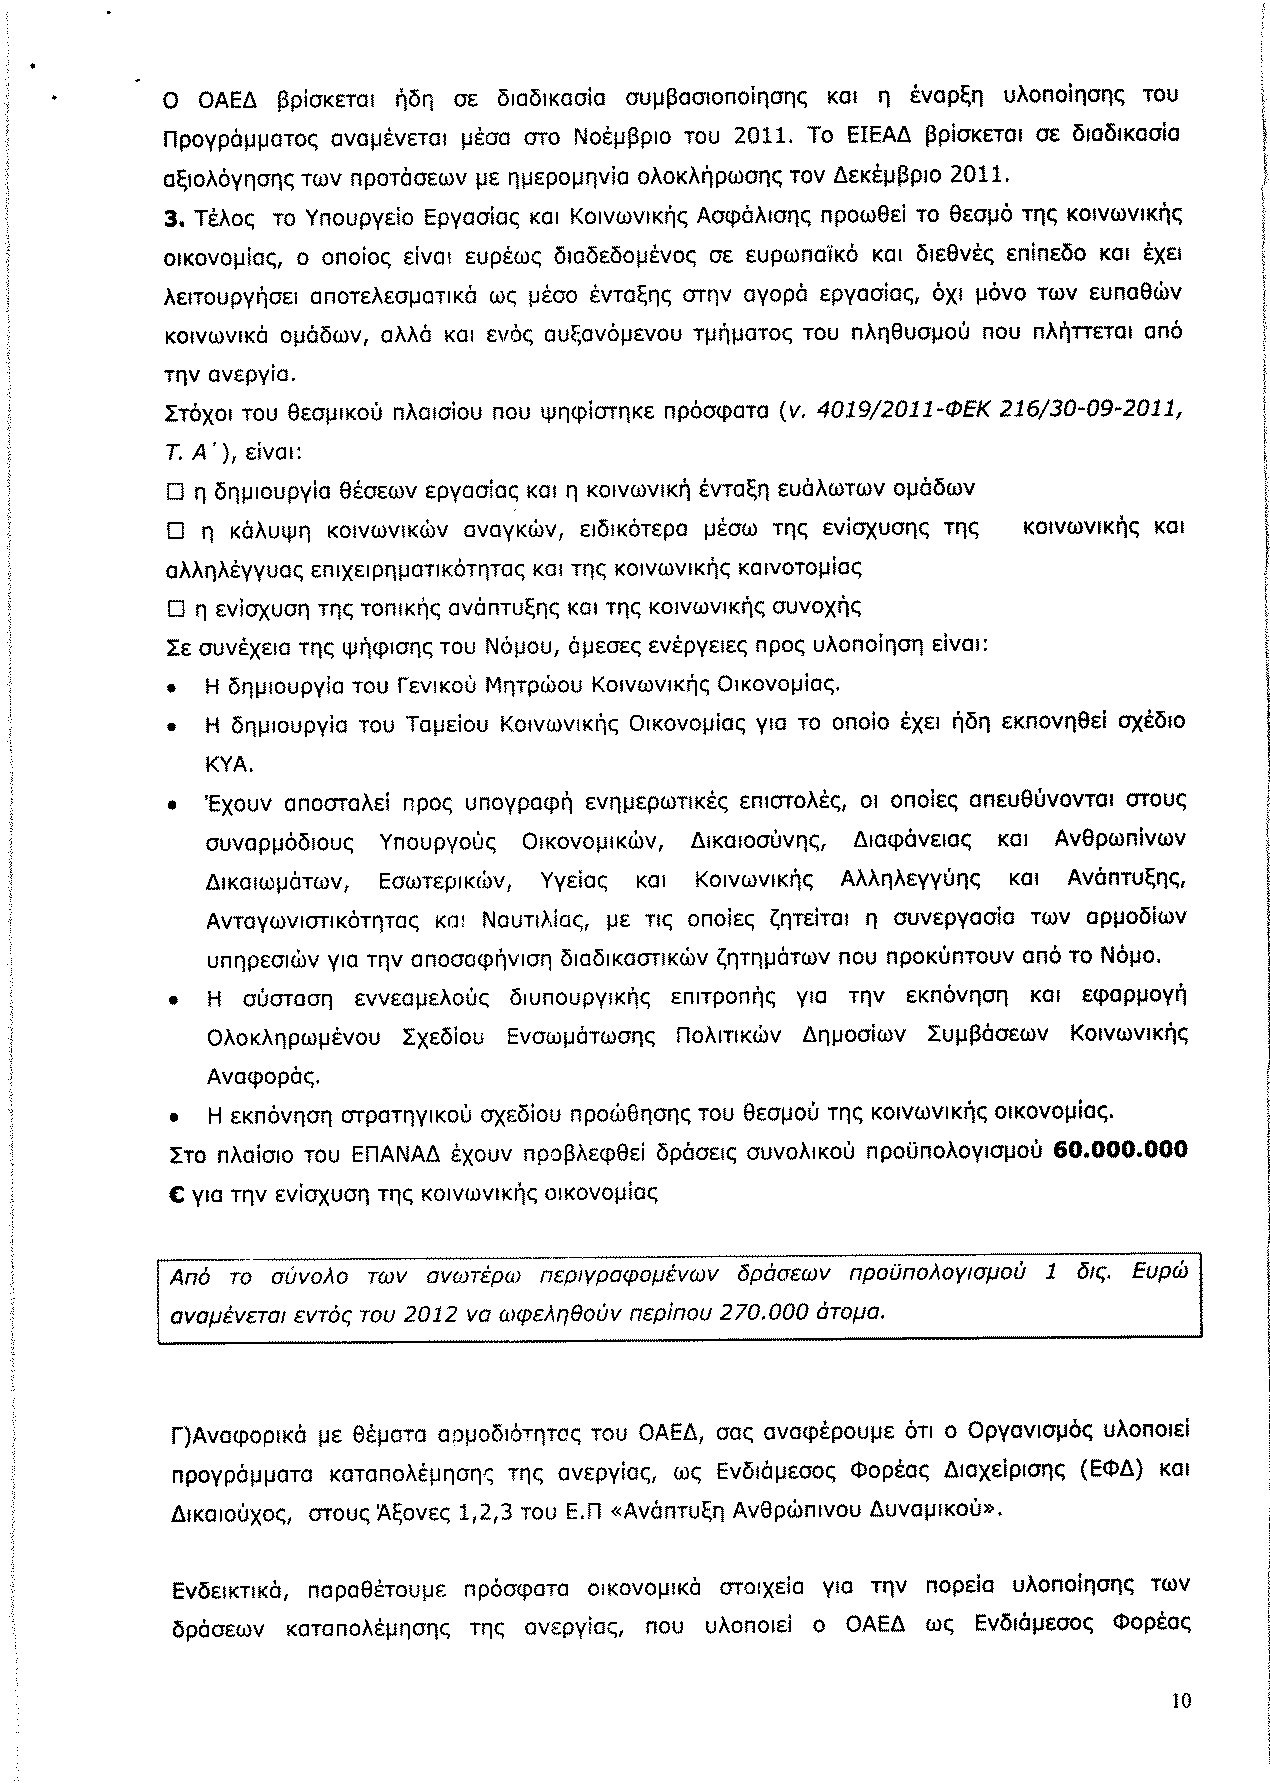 Ο ΟΑΕΔ βρίσκεται ήδη σε διαδικασία συμβασιοποίησης και η έναρξη υλοποίησης του
Προγράμματος αναμένεται μέσα στο Νοέμβριο του 2011. Το ΕΙΕΑΔ βρίσκεται σε διαδικασία
αξιολόγησης των προτάσεων με ημερομηνία ολοκλήρωσης τον Δεκέμβριο 2011.
3. Τέλος το Υπουργείο Εργασίας και Κοινωνικής Ασφάλισης προωθεί το θεσμό της κοινωνικής
οικονομίας, ο οποίος είναι ευρέως διαδεδομένος σε ευρωπαϊκό και διεθνές επίπεδο και έχει
λειτουργήσει αποτελεσματικά ως μέσο ένταξης στην αγορά εργασίας, όχι μόνο των ευπαθών
κοινωνικά ομάδων, αλλά και ενός αυξανόμενου τμήματος του πληθυσμού που πλήττεται από
την ανεργία.
Στόχοι του θεσμικού πλαισίου που ψηφίστηκε πρόσφατα (ν. 4019/2011-ΦΕΚ 216/30-09-2011,
Τ. Α΄), είναι:
□ η δημιουργία θέσεων εργασίας και η κοινωνική ένταξη ευάλωτων ομάδων
□ η κάλυψη κοινωνικών αναγκών, ειδικότερα μέσω της ενίσχυσης της κοινωνικής και
αλληλέγγυας επιχειρηματικότητας και της κοινωνικής καινοτομίας
□ η ενίσχυση της τοπικής ανάπτυξης και της κοινωνικής συνοχής
Σε συνέχεια της ψήφισης του Νόμου, άμεσες ενέργειες προς υλοποίηση είναι:
• Η δημιουργία του Γενικού Μητρώου Κοινωνικής Οικονομίας.
• Η δημιουργία του Ταμείου Κοινωνικής Οικονομίας για το οποίο έχει ήδη εκπονηθεί σχέδιο
ΚΥΑ.
• Έχουν αποσταλεί προς υπογραφή ενημερωτικές επιστολές, οι οποίες απευθύνονται στους
συναρμόδιους Υπουργούς Οικονομικών, Δικαιοσύνης, Διαφάνειας και Ανθρωπίνων
Δικαιωμάτων, Εσωτερικών, Υγείας και Κοινωνικής Αλληλεγγύης και Ανάπτυξης,
Ανταγωνιστικότητας και Ναυτιλίας, με τις οποίες ζητείται η συνεργασία των αρμοδίων
υπηρεσιών για την αποσαφήνιση διαδικαστικών ζητημάτων που προκύπτουν από το Νόμο.
• Η σύσταση εννεαμελούς διυπουργικής επιτροπής για την εκπόνηση και εφαρμογή
Ολοκληρωμένου Σχεδίου Ενσωμάτωσης Πολιτικών Δημοσίων Συμβάσεων Κοινωνικής
Αναφοράς.
• Η εκπόνηση στρατηγικού σχεδίου προώθησης του θεσμού της κοινωνικής οικονομίας.
Στο πλαίσιο του ΕΠΑΝΑΔ έχουν προβλεφθεί δράσεις συνολικού προϋπολογισμού 60.000.000
€ για την ενίσχυση της κοινωνικής οικονομίας
Από το σύνολο των ανωτέρω περιγραφομένων δράσεων προϋπολογισμού 1 δις. Ευρώ
αναμένεται εντός του 2012 να ωφεληθούν περίπου 270.000 άτομα.
Γ)Αναφορικά με θέματα αρμοδιότητας του ΟΑΕΔ, σας αναφέρουμε ότι ο Οργανισμός υλοποιεί
προγράμματα καταπολέμησης της ανεργίας, ως Ενδιάμεσος Φορέας Διαχείρισης (ΕΦΔ) και
Δικαιούχος, στους Άξονες 1,2,3 του Ε.Π «Ανάπτυξη Ανθρώπινου Δυναμικού».
Ενδεικτικά, παραθέτουμε πρόσφατα οικονομικά στοιχεία για την πορεία υλοποίησης των
δράσεων καταπολέμησης της ανεργίας, που υλοποιεί ο ΟΑΕΔ ως Ενδιάμεσος Φορέας
10